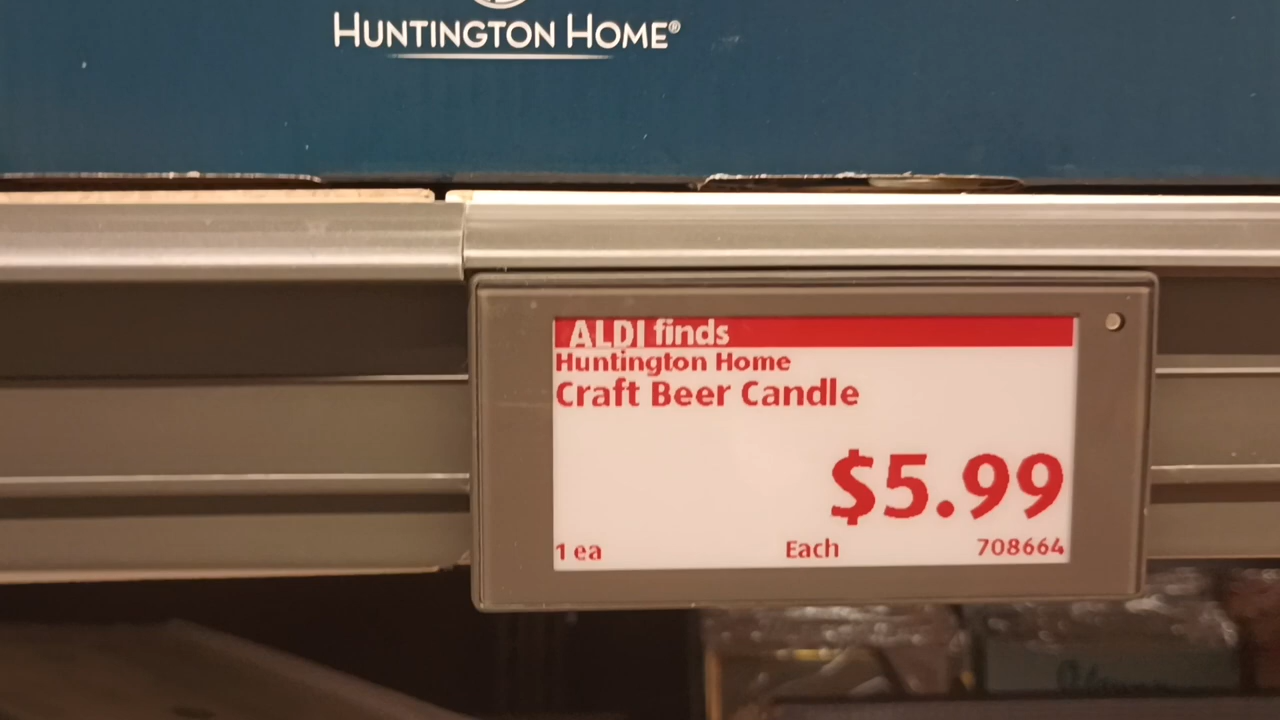 HUNTINGTON HOME®
ALDI finds
Huntington Home
Craft Beer Candle
$5.99
1 ea Each 708664